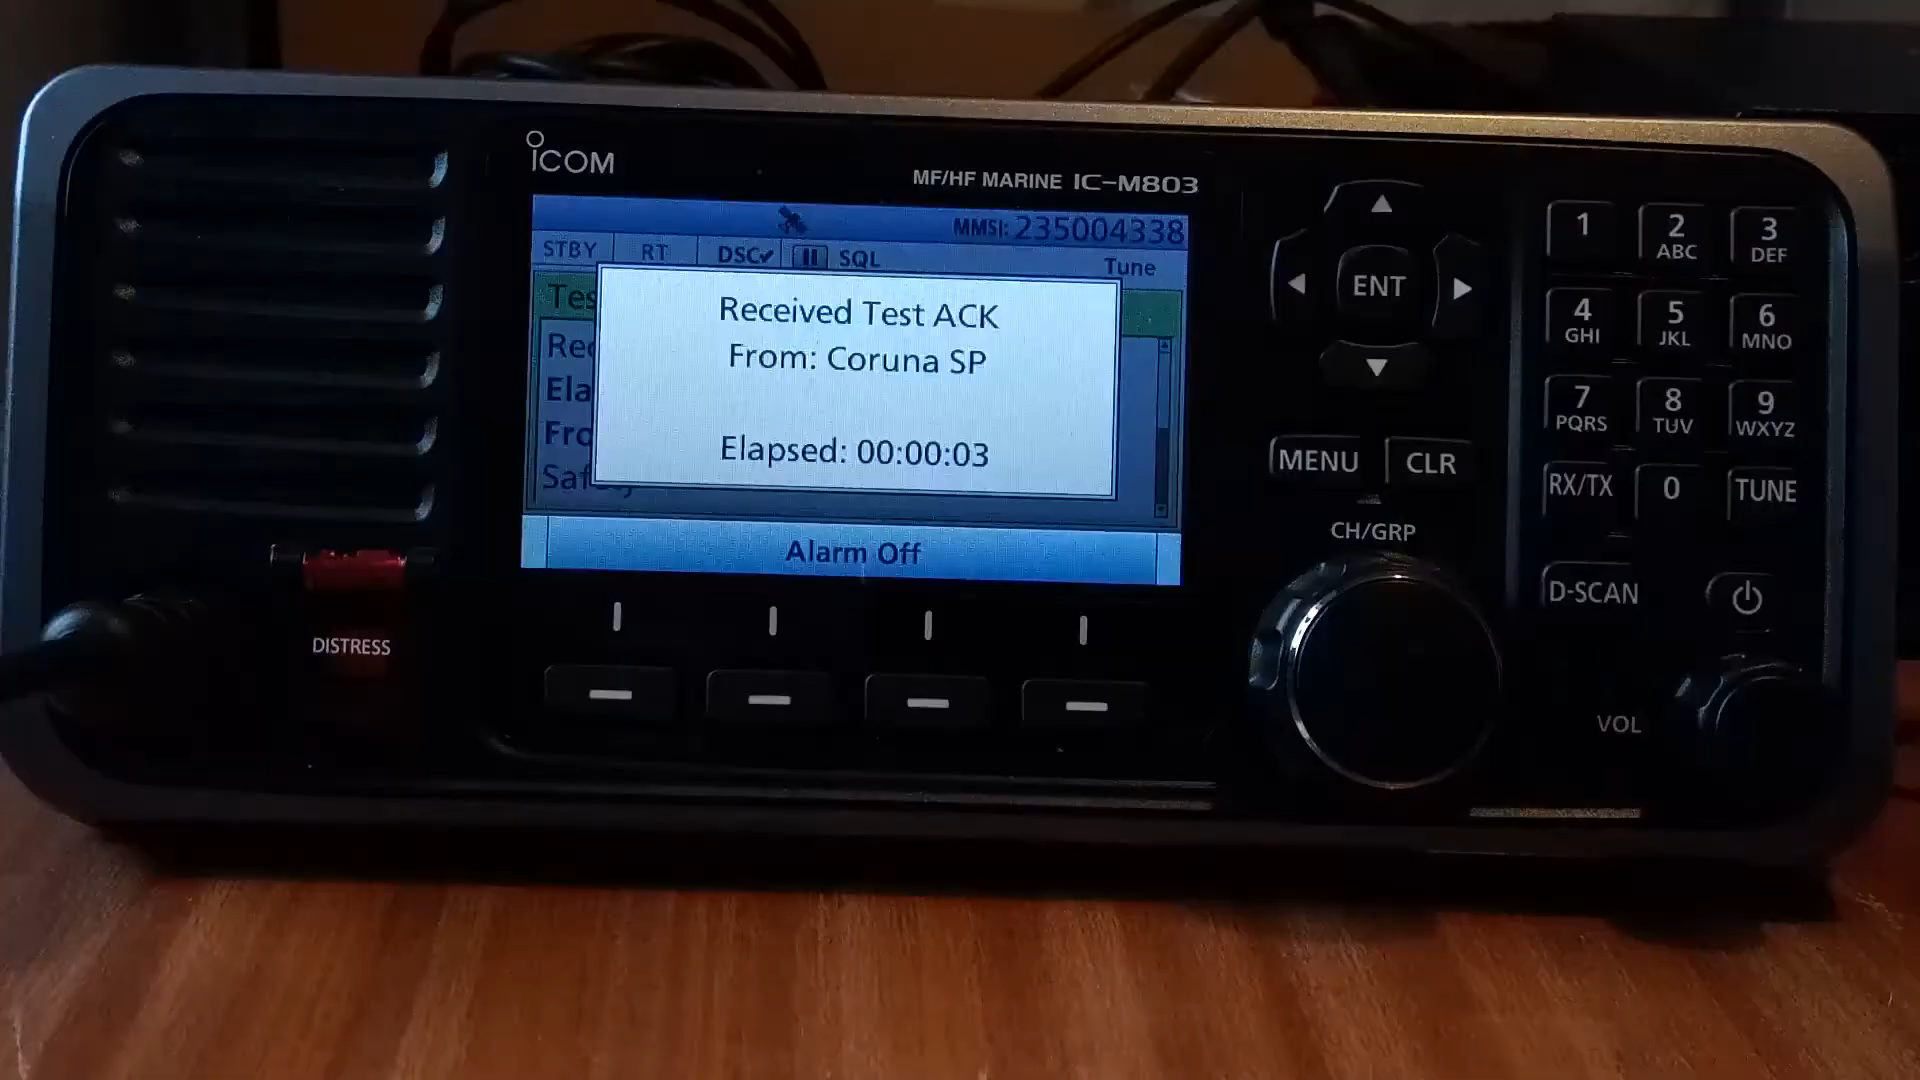 ICOM
MF/HF MARINE IC-M803
MMSI: 235004338
STBY RT DSC SQL Tune
Received Test ACK
From: Coruna SP
Elapsed: 00:00:03
Alarm Off
DISTRESS
ENT
MENU CLR
CH/GRP
1 2 ABC 3 DEF
4 GHI 5 JKL 6 MNO
7 PQRS 8 TUV 9 WXYZ
RX/TX 0 TUNE
D-SCAN
VOL